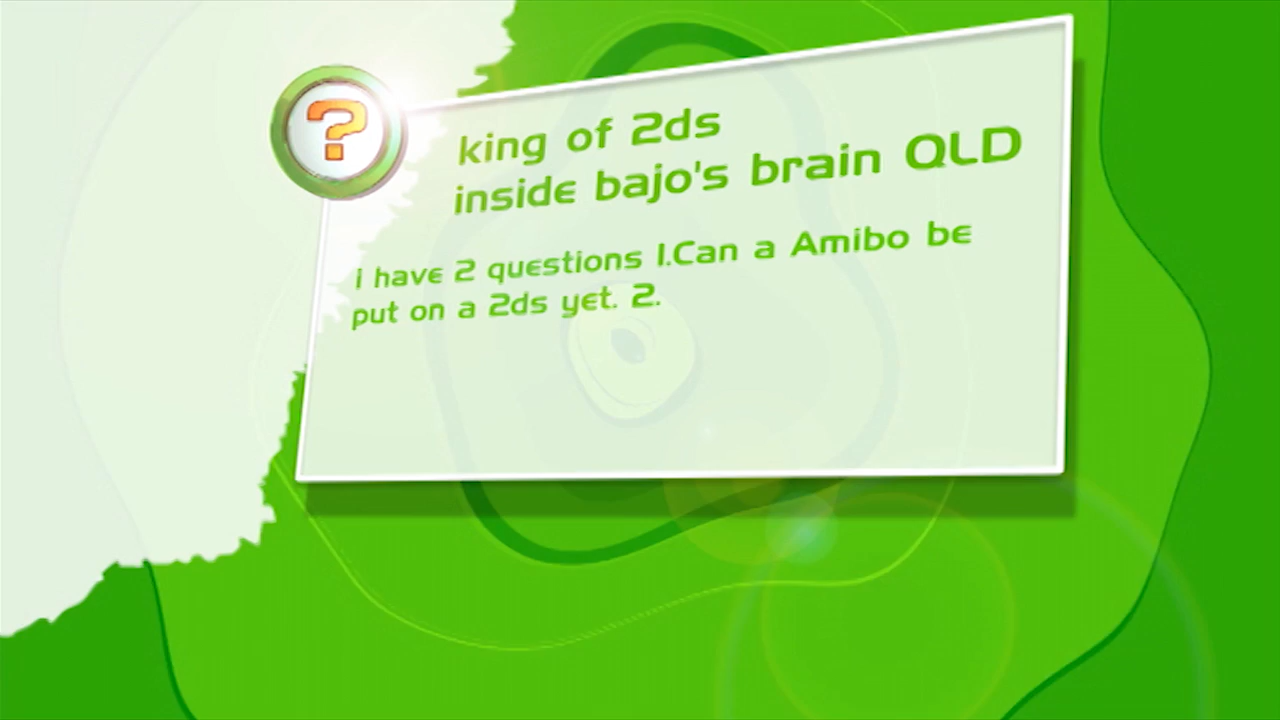 ?
king of 2ds
inside bajo's brain QLD
i have 2 questions 1.Can a Amibo be
put on a 2ds yet. 2.